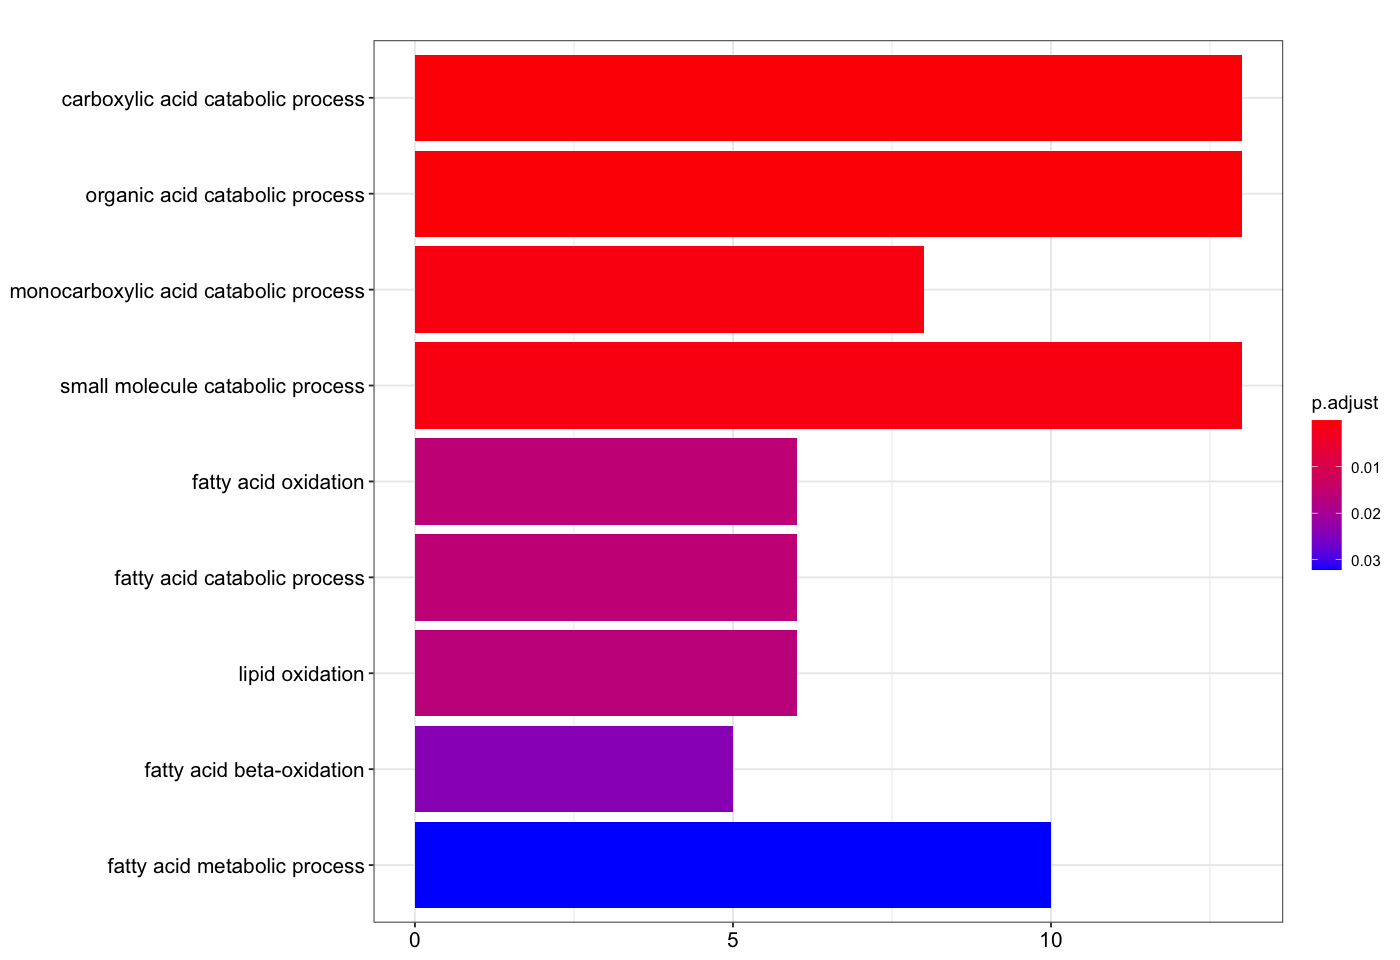 carboxylic acid catabolic process
organic acid catabolic process
monocarboxylic acid catabolic process
small molecule catabolic process
fatty acid oxidation
fatty acid catabolic process
lipid oxidation
fatty acid beta-oxidation
fatty acid metabolic process
0 5 10
p.adjust
0.01
0.02
0.03